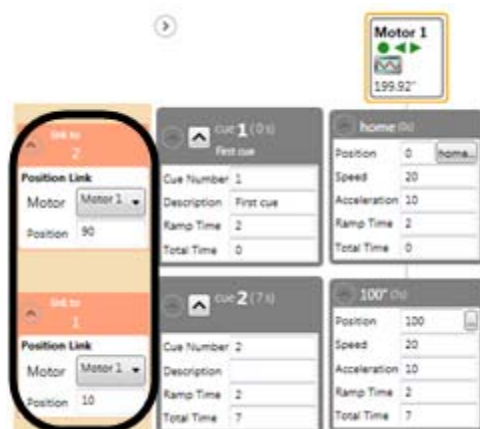 Motor 1
199.92"
link to
2
Position Link
Motor Motor 1
Position 90
cue 1 (0 s)
First cue
Cue Number 1
Description First cue
Ramp Time 2
Total Time 0
home (0s)
Position 0 home...
Speed 20
Acceleration 10
Ramp Time 2
Total Time 0
link to
1
Position Link
Motor Motor 1
Position 10
cue 2 (7 s)
Cue Number 2
Description
Ramp Time 2
Total Time 7
100"
Position 100 ...
Speed 20
Acceleration 10
Ramp Time 2
Total Time 7